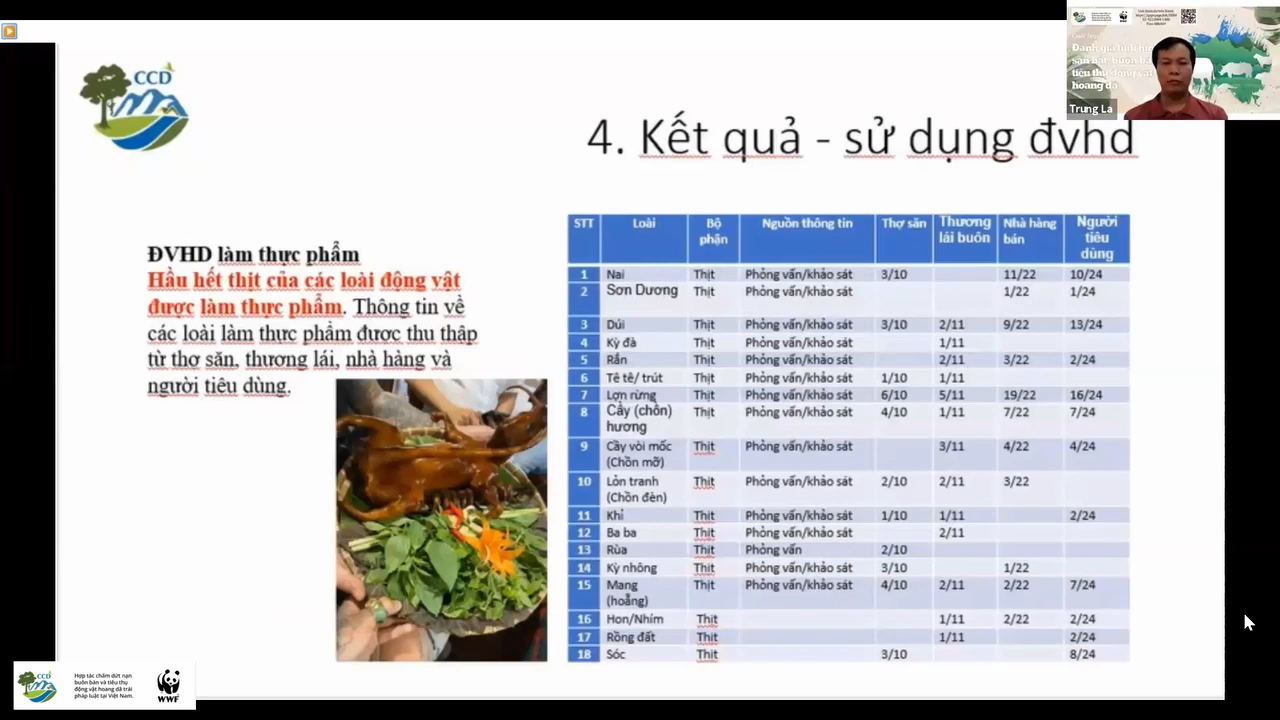 CCD
4. Kết quả - sử dụng đvhd
ĐVHD làm thực phẩm
Hầu hết thịt của các loài động vật
được làm thực phẩm. Thông tin về
các loài làm thực phẩm được thu thập
từ thợ săn, thương lái, nhà hàng và
người tiêu dùng.
STT Loài Bộ phận Nguồn thông tin Thợ săn Thương lái buôn Nhà hàng bán Người tiêu dùng
1 Nai Thịt Phỏng vấn/khảo sát 3/10 11/22 10/24
2 Sơn Dương Thịt Phỏng vấn/khảo sát 1/22 1/24
3 Dúi Thịt Phỏng vấn/khảo sát 3/10 2/11 9/22 13/24
4 Kỳ đà Thịt Phỏng vấn/khảo sát 1/11
5 Rắn Thịt Phỏng vấn/khảo sát 2/11 3/22 2/24
6 Tê tê/ trút Thịt Phỏng vấn/khảo sát 1/10 1/11
7 Lợn rừng Thịt Phỏng vấn/khảo sát 6/10 5/11 19/22 16/24
8 Cầy (chồn) hương Thịt Phỏng vấn/khảo sát 4/10 1/11 7/22 7/24
9 Cầy vòi mốc (Chồn mỡ) Thịt Phỏng vấn/khảo sát 3/11 4/22 4/24
10 Lỏn tranh (Chồn đèn) Thịt Phỏng vấn/khảo sát 2/10 2/11 3/22
11 Khỉ Thịt Phỏng vấn/khảo sát 1/10 1/11 2/24
12 Ba ba Thịt Phỏng vấn/khảo sát 2/11
13 Rùa Thịt Phỏng vấn 2/10
14 Kỳ nhông Thịt Phỏng vấn/khảo sát 3/10 1/22
15 Mang (hoẵng) Thịt Phỏng vấn/khảo sát 4/10 2/11 2/22 7/24
16 Hon/Nhím Thịt 1/11 2/22 2/24
17 Rồng đất Thịt 1/11 2/24
18 Sóc Thịt 3/10 8/24
Trung La
CCD
Hợp tác chấm dứt nạn
buôn bán và tiêu thụ
động vật hoang dã trái
pháp luật tại Việt Nam.
WWF